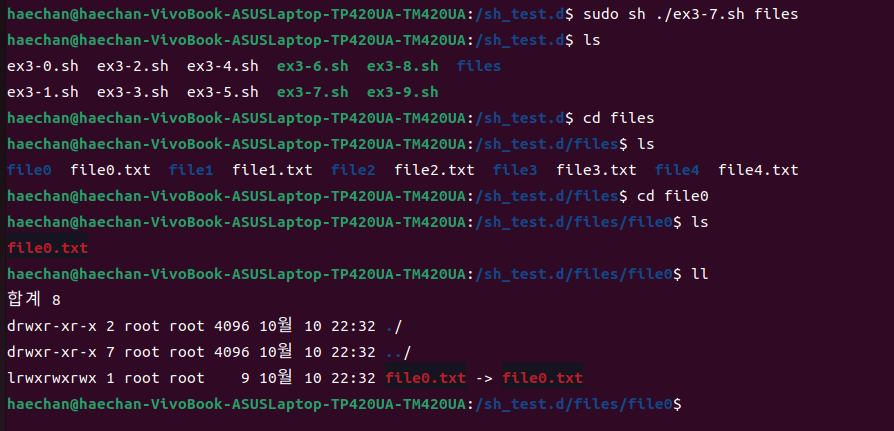 haechan@haechan-VivoBook-ASUSLaptop-TP420UA-TM420UA:/sh_test.d$ sudo sh ./ex3-7.sh files
haechan@haechan-VivoBook-ASUSLaptop-TP420UA-TM420UA:/sh_test.d$ ls
ex3-0.sh  ex3-2.sh  ex3-4.sh  ex3-6.sh  ex3-8.sh  files
ex3-1.sh  ex3-3.sh  ex3-5.sh  ex3-7.sh  ex3-9.sh
haechan@haechan-VivoBook-ASUSLaptop-TP420UA-TM420UA:/sh_test.d$ cd files
haechan@haechan-VivoBook-ASUSLaptop-TP420UA-TM420UA:/sh_test.d/files$ ls
file0  file0.txt  file1  file1.txt  file2  file2.txt  file3  file3.txt  file4  file4.txt
haechan@haechan-VivoBook-ASUSLaptop-TP420UA-TM420UA:/sh_test.d/files$ cd file0
haechan@haechan-VivoBook-ASUSLaptop-TP420UA-TM420UA:/sh_test.d/files/file0$ ls
file0.txt
haechan@haechan-VivoBook-ASUSLaptop-TP420UA-TM420UA:/sh_test.d/files/file0$ ll
합계 8
drwxr-xr-x 2 root root 4096 10월 10 22:32 ./
drwxr-xr-x 7 root root 4096 10월 10 22:32 ../
lrwxrwxrwx 1 root root    9 10월 10 22:32 file0.txt -> file0.txt
haechan@haechan-VivoBook-ASUSLaptop-TP420UA-TM420UA:/sh_test.d/files/file0$